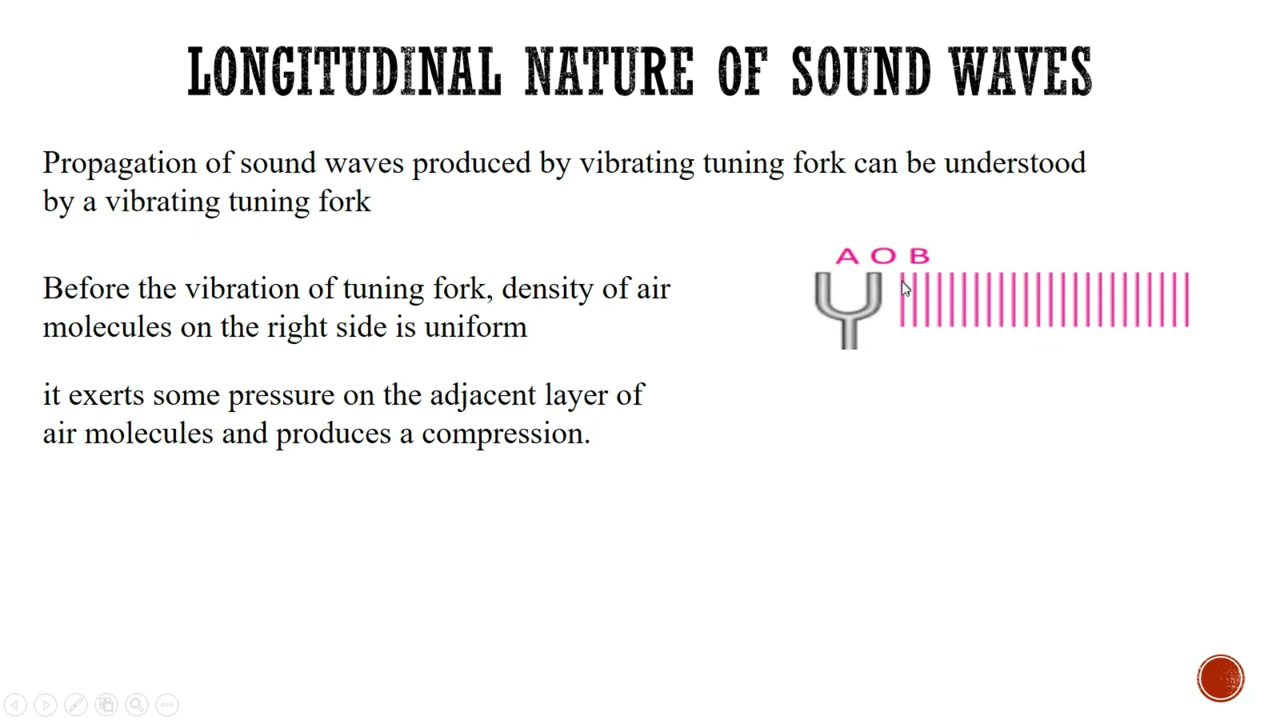 LONGITUDINAL NATURE OF SOUND WAVES
Propagation of sound waves produced by vibrating tuning fork can be understood
by a vibrating tuning fork
A O B
Before the vibration of tuning fork, density of air
molecules on the right side is uniform
it exerts some pressure on the adjacent layer of
air molecules and produces a compression.